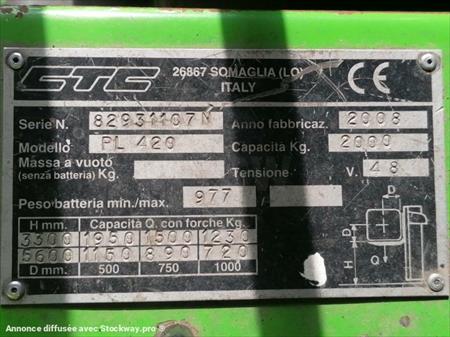 CTC 26867 SOMAGLIA (LO)
ITALY
CE
Serie N. 82931107N Anno fabbricaz. 2008
Modello PL 420 Capacita Kg. 2000
Massa a vuoto
(senza batteria) Kg. Tensione V. 48
Peso batteria min./max. 977 /
H mm. Capacità Q. con forche Kg.
3300 1950 1500 1230
5600 1150 890 720
D mm. 500 750 1000
D
D
H
Q
Annonce diffusée avec Stockway.pro